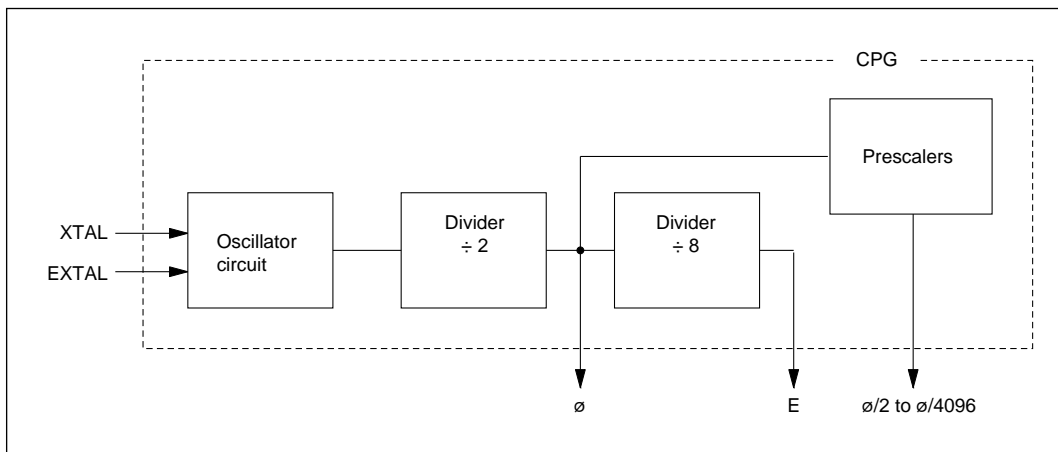 CPG
Prescalers
XTAL
EXTAL
Oscillator
circuit
Divider
÷ 2
Divider
÷ 8
ø
E
ø/2 to ø/4096